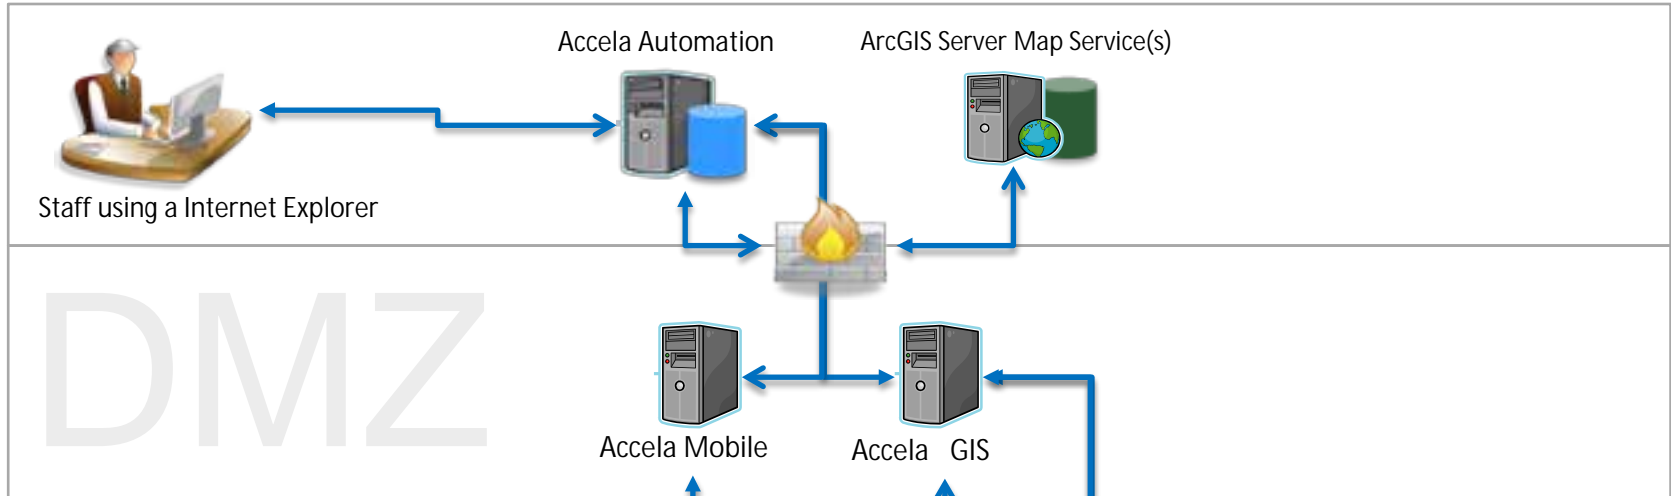 Accela Automation
ArcGIS Server Map Service(s)
Staff using a Internet Explorer
DMZ
Accela Mobile
Accela GIS